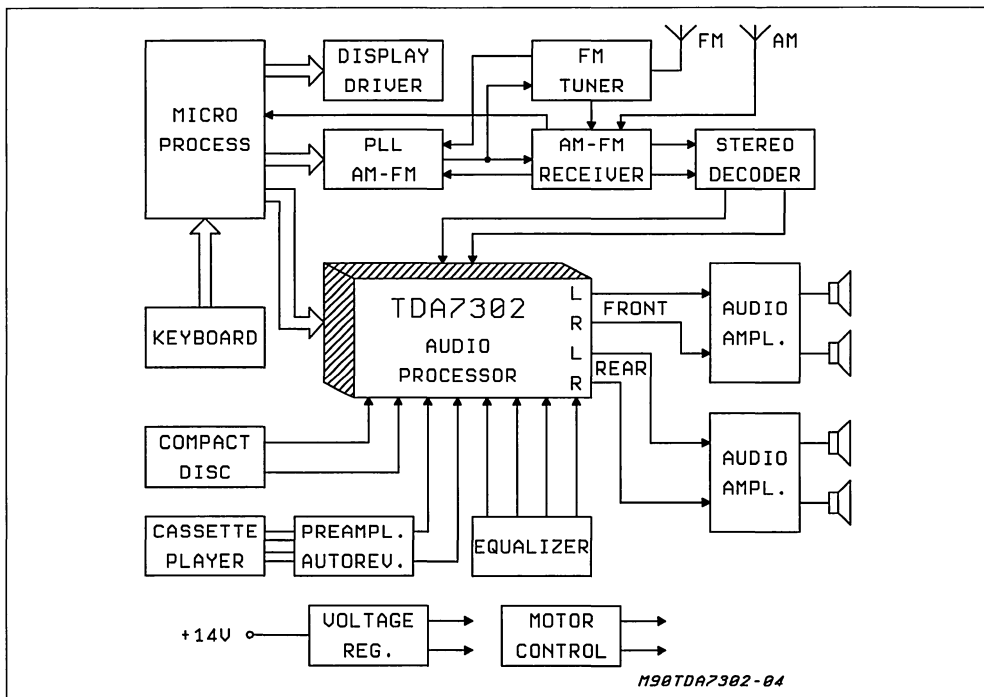 MICRO
PROCESS
DISPLAY
DRIVER
FM
TUNER
FM
AM
PLL
AM-FM
AM-FM
RECEIVER
STEREO
DECODER
KEYBOARD
TDA7302
AUDIO
PROCESSOR
L
R
L
R
FRONT
REAR
AUDIO
AMPL.
AUDIO
AMPL.
COMPACT
DISC
CASSETTE
PLAYER
PREAMPL.
AUTOREV.
EQUALIZER
+14V
VOLTAGE
REG.
MOTOR
CONTROL
M90TDA7302-04